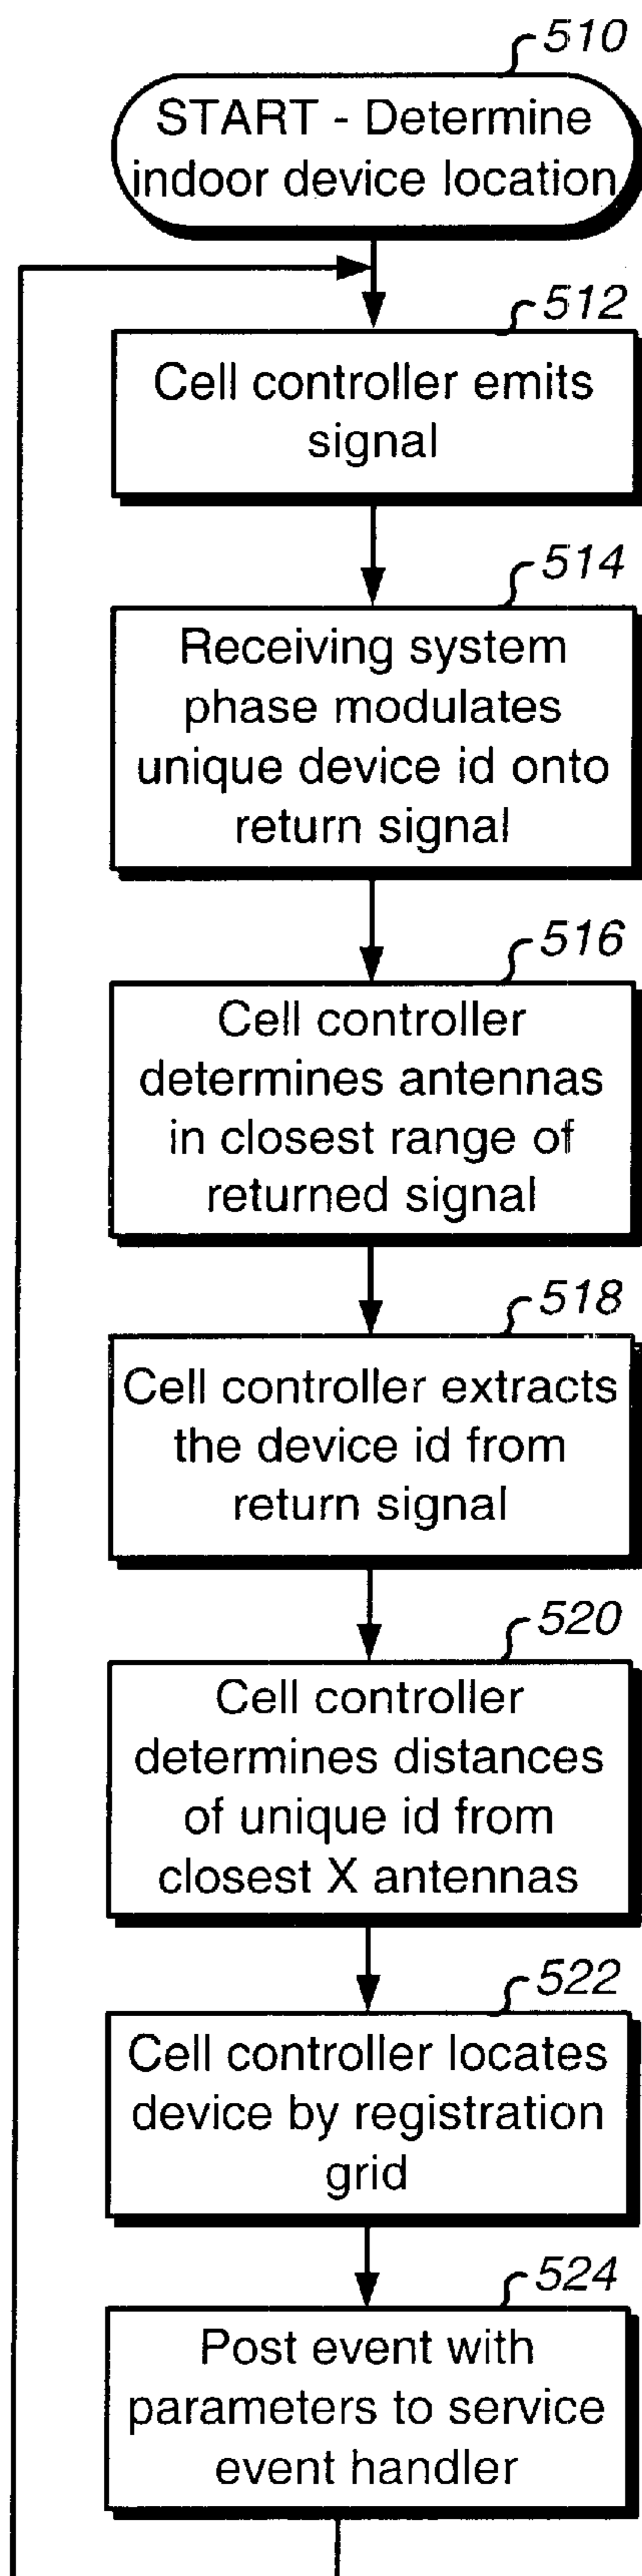 510
START - Determine
indoor device location
512
Cell controller emits
signal
514
Receiving system
phase modulates
unique device id onto
return signal
516
Cell controller
determines antennas
in closest range of
returned signal
518
Cell controller extracts
the device id from
return signal
520
Cell controller
determines distances
of unique id from
closest X antennas
522
Cell controller locates
device by registration
grid
524
Post event with
parameters to service
event handler